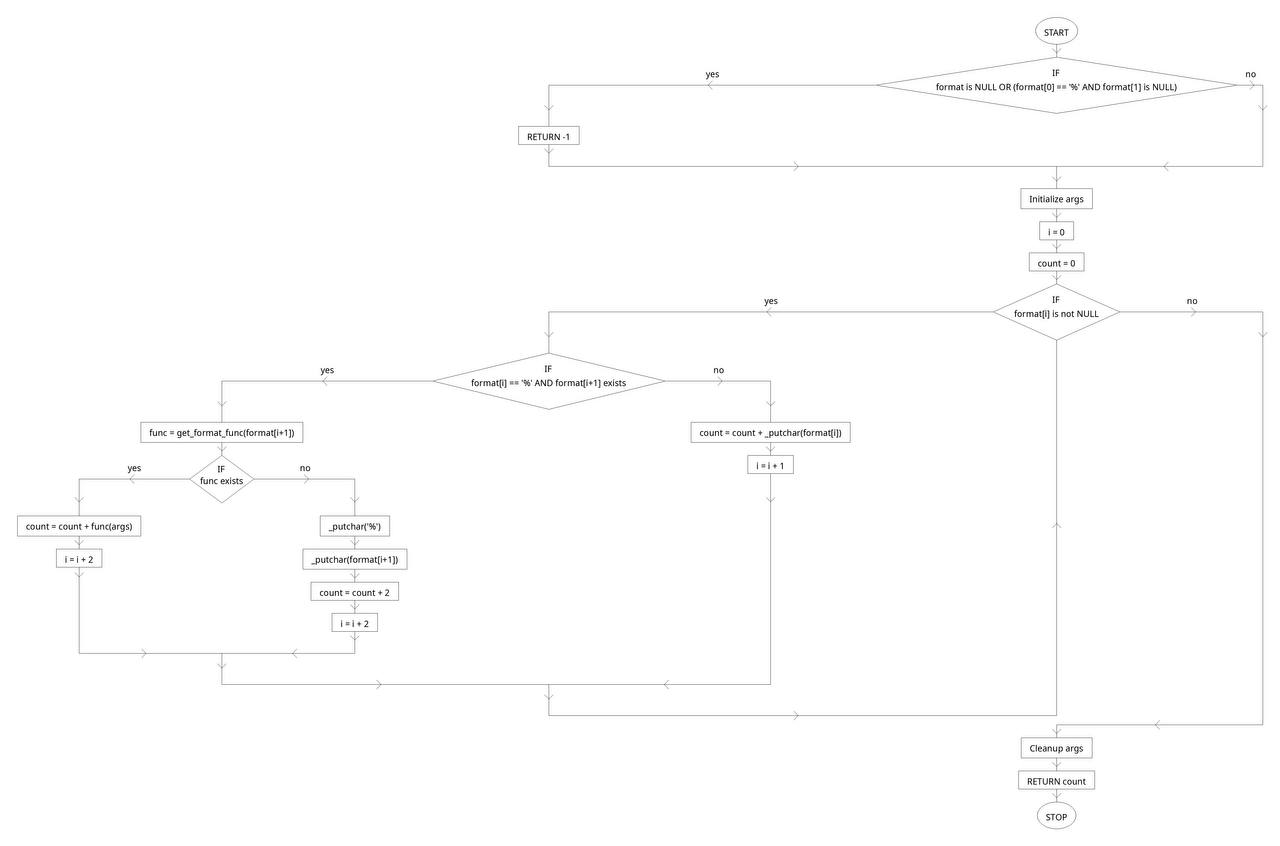 START
IF
format is NULL OR (format[0] == '%' AND format[1] is NULL)
yes
no
RETURN -1
Initialize args
i = 0
count = 0
IF
format[i] is not NULL
yes
no
IF
format[i] == '%' AND format[i+1] exists
yes
no
func = get_format_func(format[i+1])
count = count + _putchar(format[i])
i = i + 1
IF
func exists
yes
no
count = count + func(args)
i = i + 2
_putchar('%')
_putchar(format[i+1])
count = count + 2
i = i + 2
Cleanup args
RETURN count
STOP